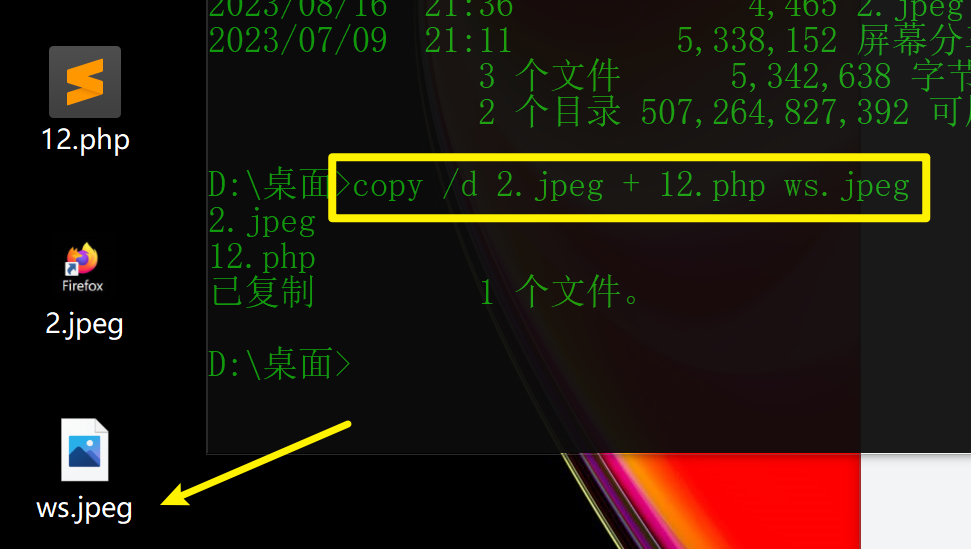 12.php
Firefox
2.jpeg
ws.jpeg
2023/08/16 21:36 4,465 2.jpeg
2023/07/09 21:11 5,338,152 屏幕分
3 个文件 5,342,638 字节
2 个目录 507,264,827,392 可
D:\桌面>copy /d 2.jpeg + 12.php ws.jpeg
2.jpeg
12.php
已复制 1 个文件。
D:\桌面>